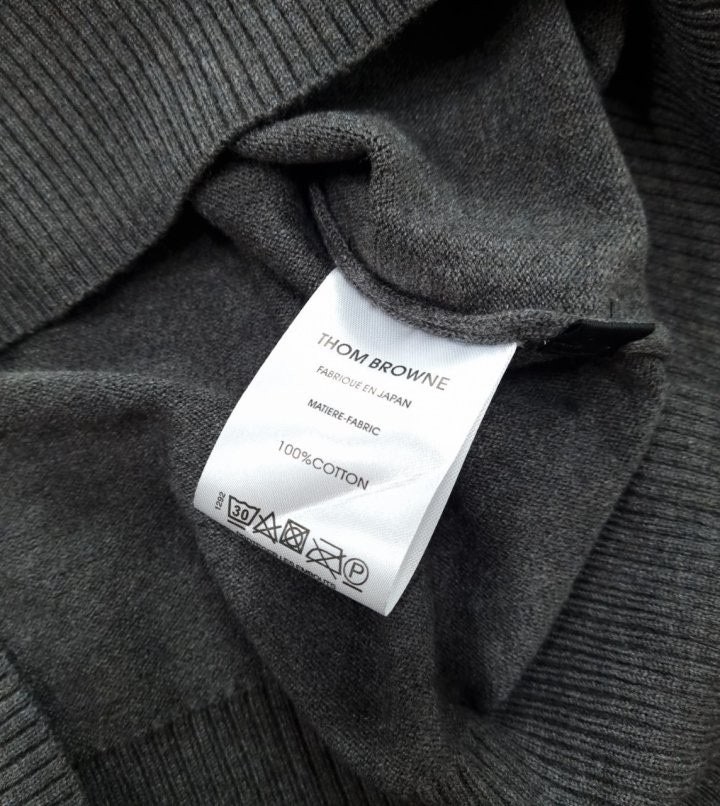 THOM BROWNE
FABRIQUE EN JAPAN
MATIERE-FABRIC
100%COTTON
1292
30
P